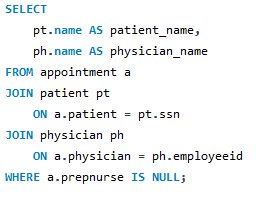 SELECT
    pt.name AS patient_name,
    ph.name AS physician_name
FROM appointment a
JOIN patient pt
    ON a.patient = pt.ssn
JOIN physician ph
    ON a.physician = ph.employeeid
WHERE a.prepnurse IS NULL;